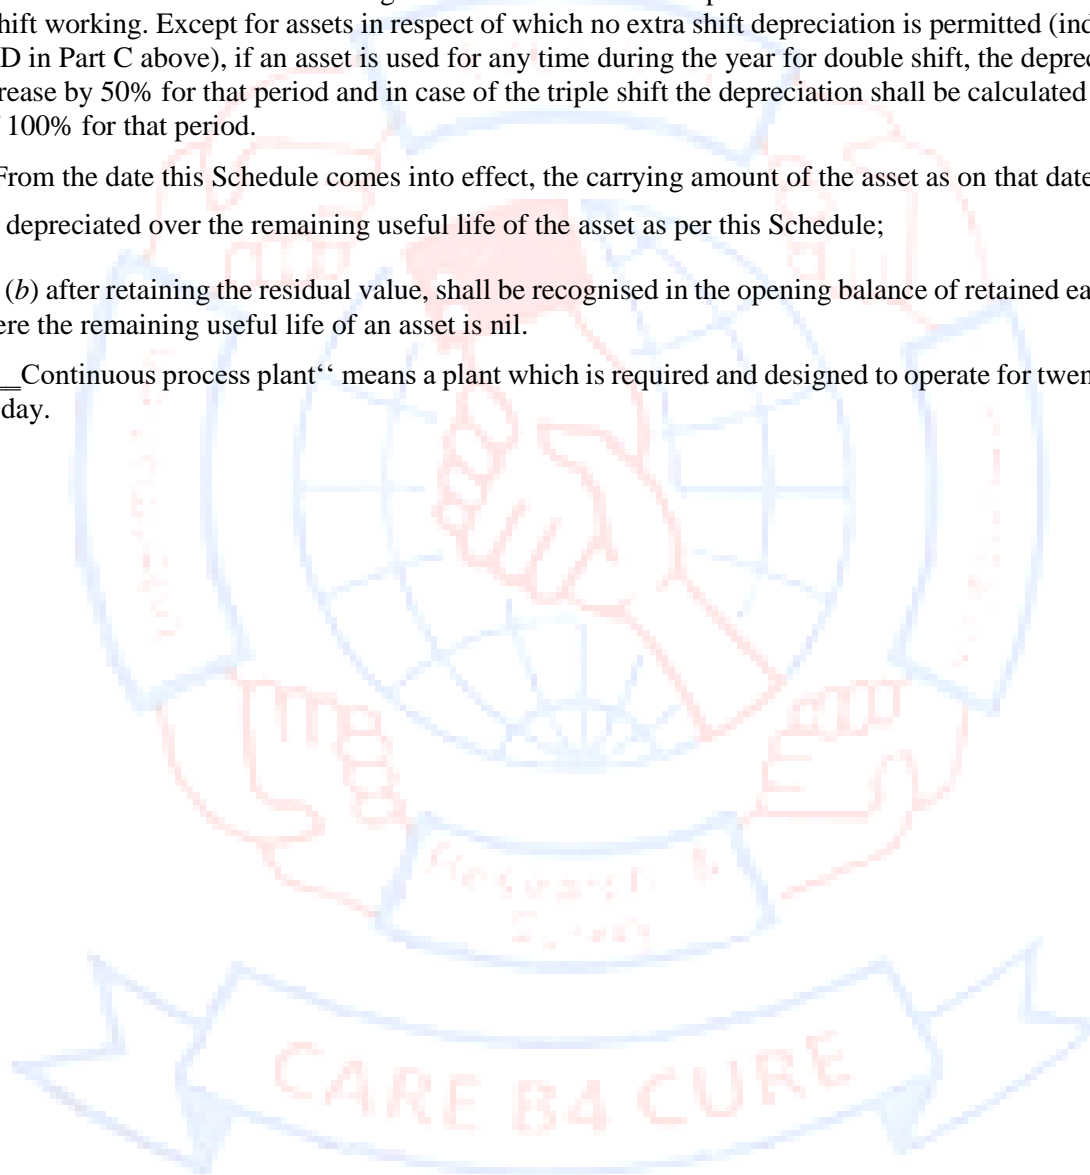 hift working. Except for assets in respect of which no extra shift depreciation is permitted (ind
D in Part C above), if an asset is used for any time during the year for double shift, the deprec
rease by 50% for that period and in case of the triple shift the depreciation shall be calculated
100% for that period.
From the date this Schedule comes into effect, the carrying amount of the asset as on that date
depreciated over the remaining useful life of the asset as per this Schedule;
(b) after retaining the residual value, shall be recognised in the opening balance of retained ea
ere the remaining useful life of an asset is nil.
__Continuous process plant‘‘ means a plant which is required and designed to operate for twen
day.
Research &
CARE B4 CURE